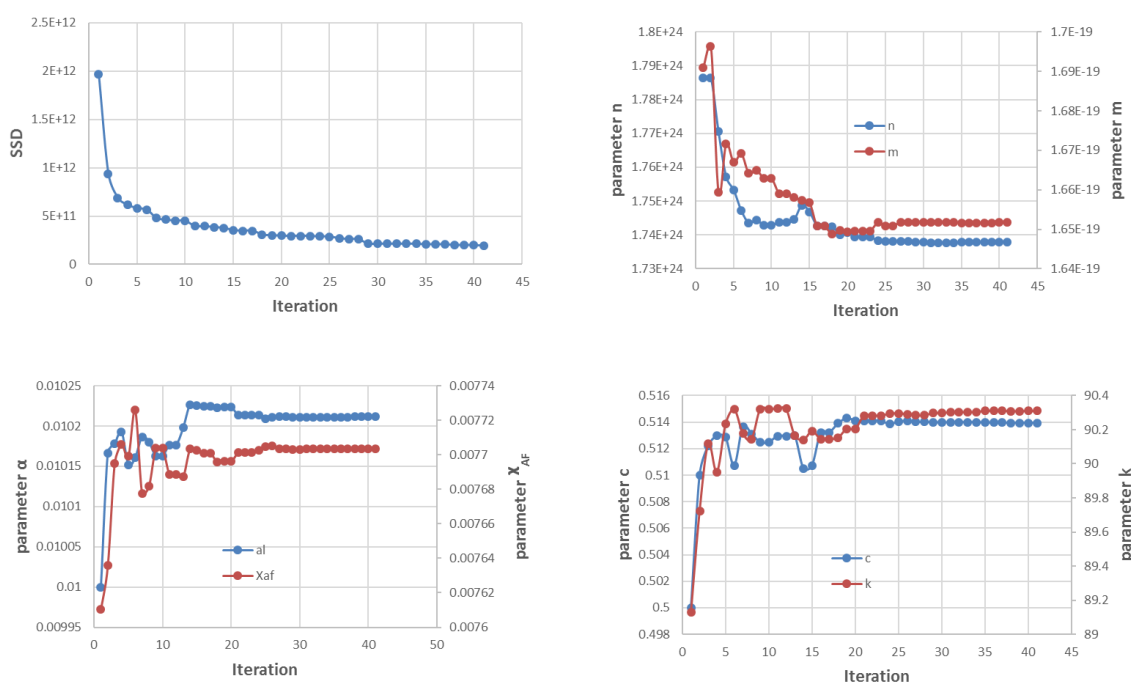 2.5E+12
2E+12
1.5E+12
1E+12
5E+11
0
SSD
0 5 10 15 20 25 30 35 40 45
Iteration
1.8E+24
1.79E+24
1.78E+24
1.77E+24
1.76E+24
1.75E+24
1.74E+24
1.73E+24
parameter n
n
m
1.7E-19
1.69E-19
1.68E-19
1.67E-19
1.66E-19
1.65E-19
1.64E-19
parameter m
0 5 10 15 20 25 30 35 40 45
Iteration
0.01025
0.0102
0.01015
0.0101
0.01005
0.01
0.00995
parameter α
al
Xaf
0.00774
0.00772
0.0077
0.00768
0.00766
0.00764
0.00762
0.0076
parameter χAF
0 10 20 30 40 50
Iteration
0.516
0.514
0.512
0.51
0.508
0.506
0.504
0.502
0.5
0.498
parameter c
c
k
90.4
90.2
90
89.8
89.6
89.4
89.2
89
parameter k
0 5 10 15 20 25 30 35 40 45
Iteration